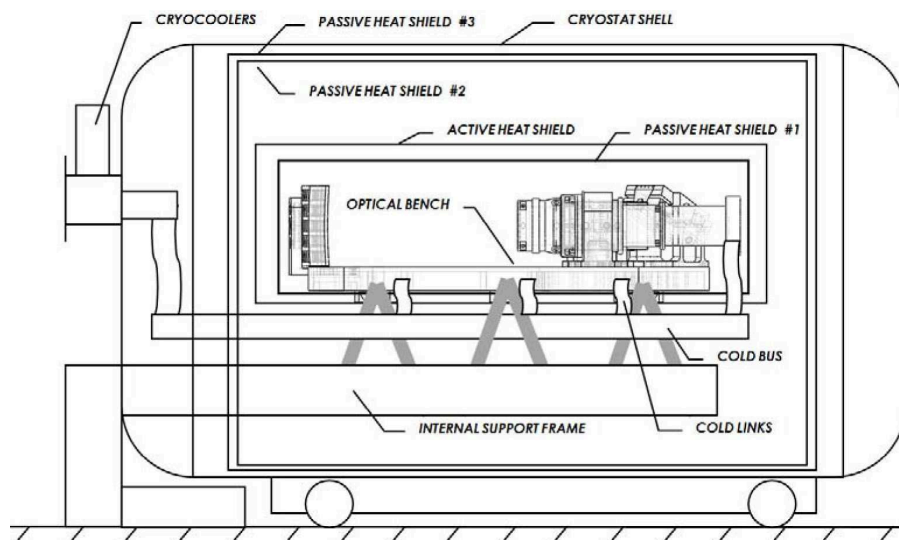 CRYOCOOLERS
PASSIVE HEAT SHIELD #3
CRYOSTAT SHELL
PASSIVE HEAT SHIELD #2
ACTIVE HEAT SHIELD
PASSIVE HEAT SHIELD #1
OPTICAL BENCH
COLD BUS
INTERNAL SUPPORT FRAME
COLD LINKS